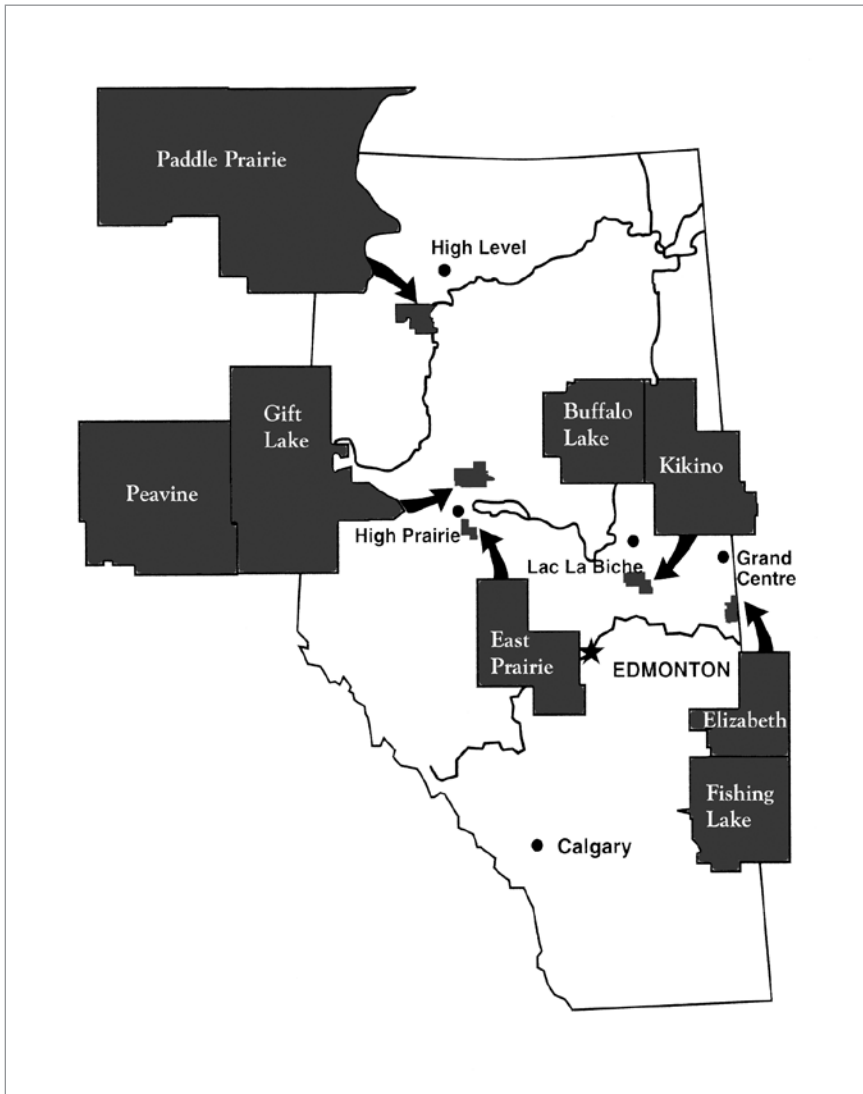 Paddle Prairie
High Level
Gift
Lake
Peavine
Buffalo
Lake
Kikino
High Prairie
Lac La Biche
Grand
Centre
East
Prairie
EDMONTON
Elizabeth
Fishing
Lake
Calgary